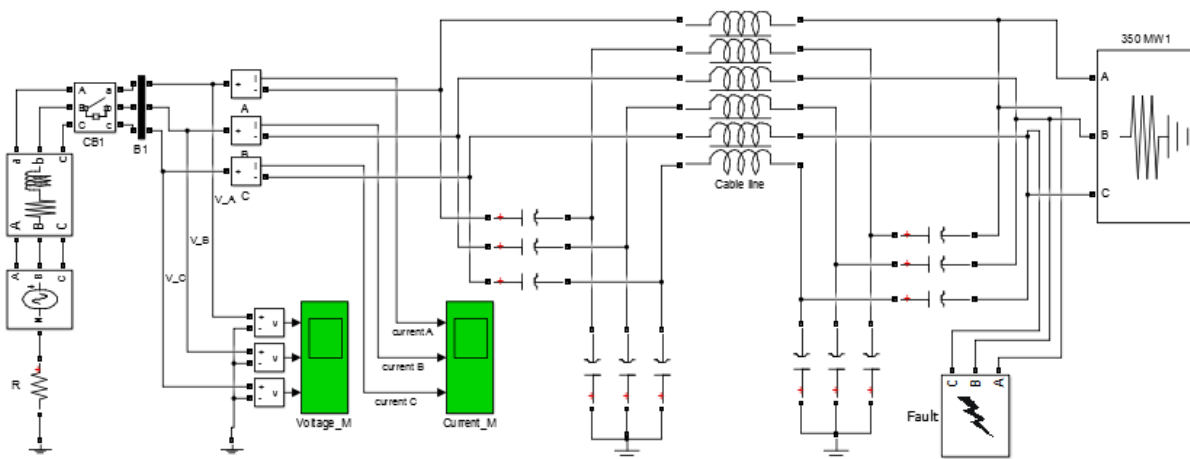 350 MW1
A
B
C
A
B
C
a
b
c
CB1
B1
+
-
I
A
+
-
I
B
+
-
I
C
Cable line
a
b
c
A
B
C
V_A
V_B
V_C
A
B
C
N
+
-
v
+
-
v
+
-
v
current A
current B
current C
R
Voltage_M
Current_M
C
B
A
Fault